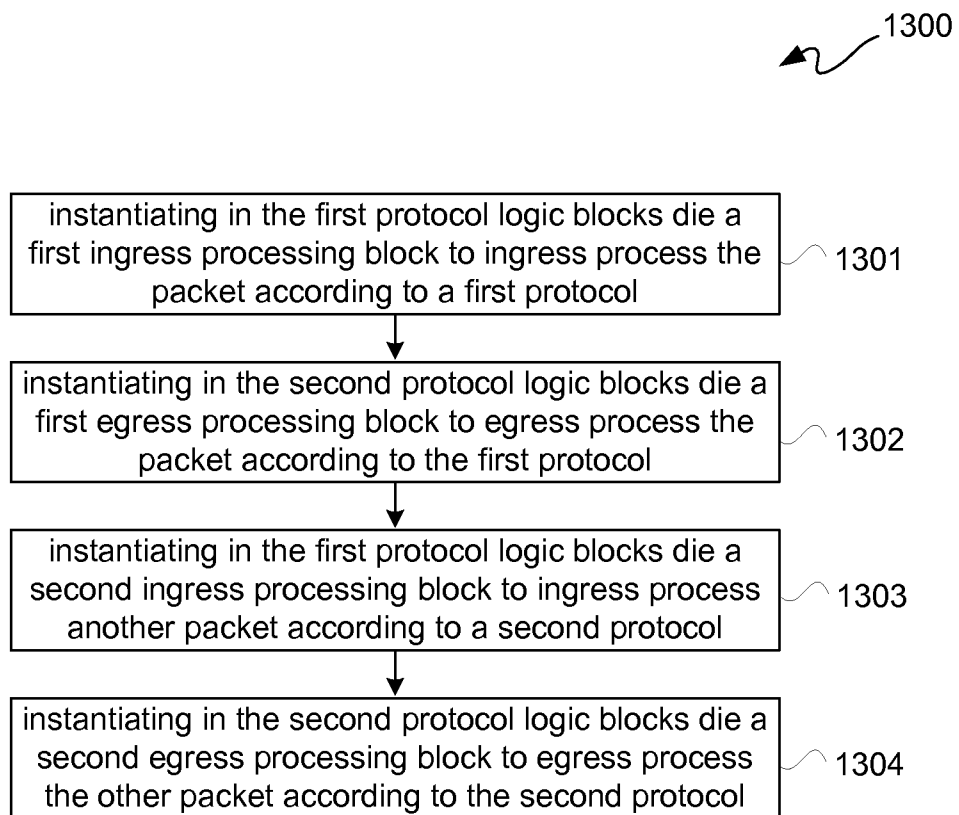 1300
instantiating in the first protocol logic blocks die a
first ingress processing block to ingress process the
packet according to a first protocol
1301
instantiating in the second protocol logic blocks die a
first egress processing block to egress process the
packet according to the first protocol
1302
instantiating in the first protocol logic blocks die a
second ingress processing block to ingress process
another packet according to a second protocol
1303
instantiating in the second protocol logic blocks die a
second egress processing block to egress process
the other packet according to the second protocol
1304